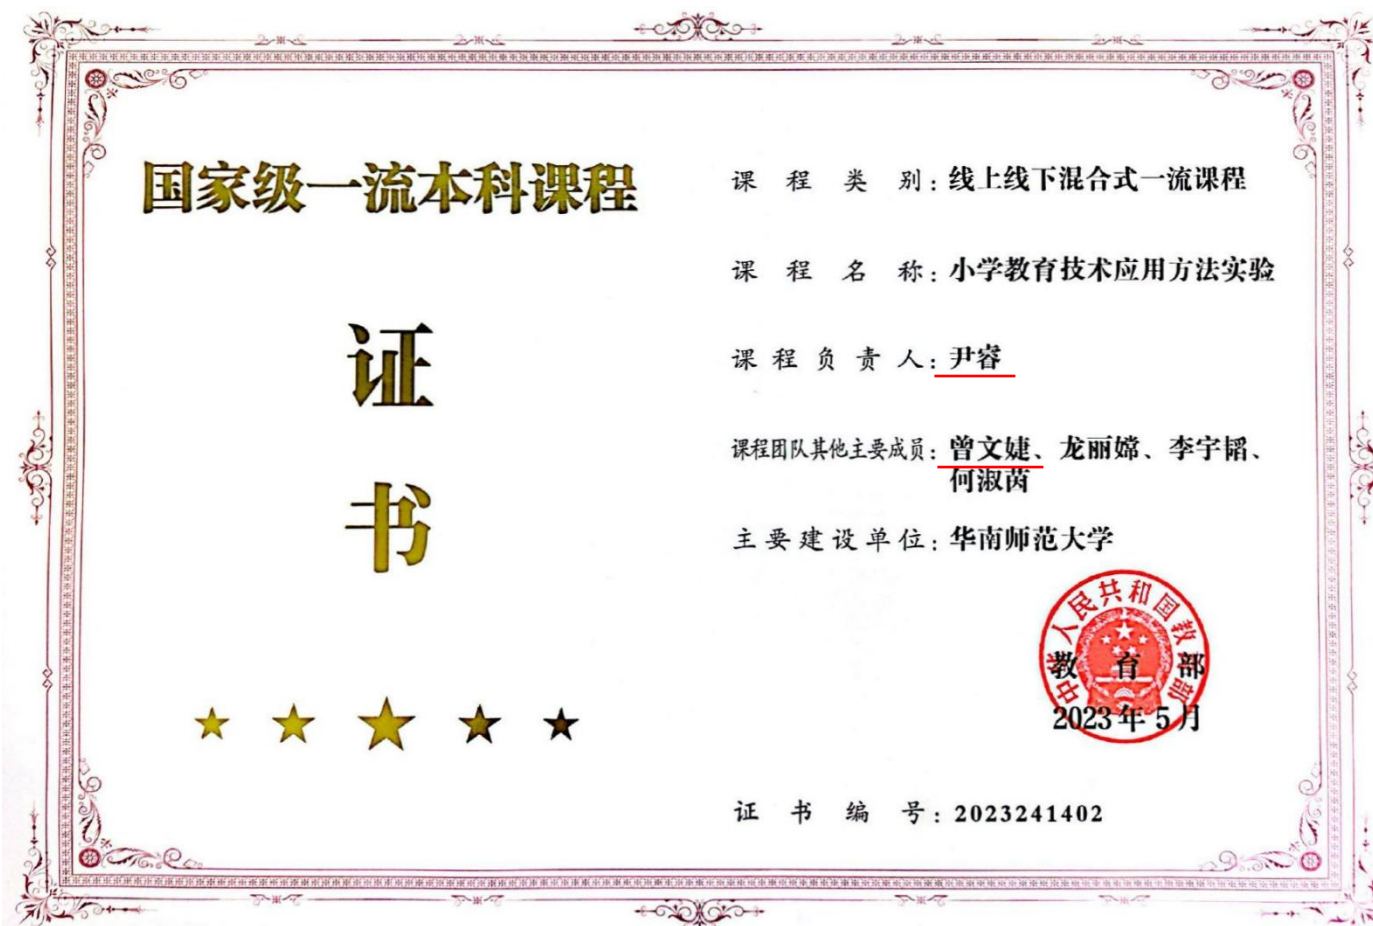 国家级一流本科课程
证
书
课程类别：线上线下混合式一流课程
课程名称：小学教育技术应用方法实验
课程负责人：尹睿
课程团队其他主要成员：曾文婕、龙丽嫦、李宇韬、
何淑茵
主要建设单位：华南师范大学
中华人民共和国教育部
教育部
2023年5月
证书编号：2023241402